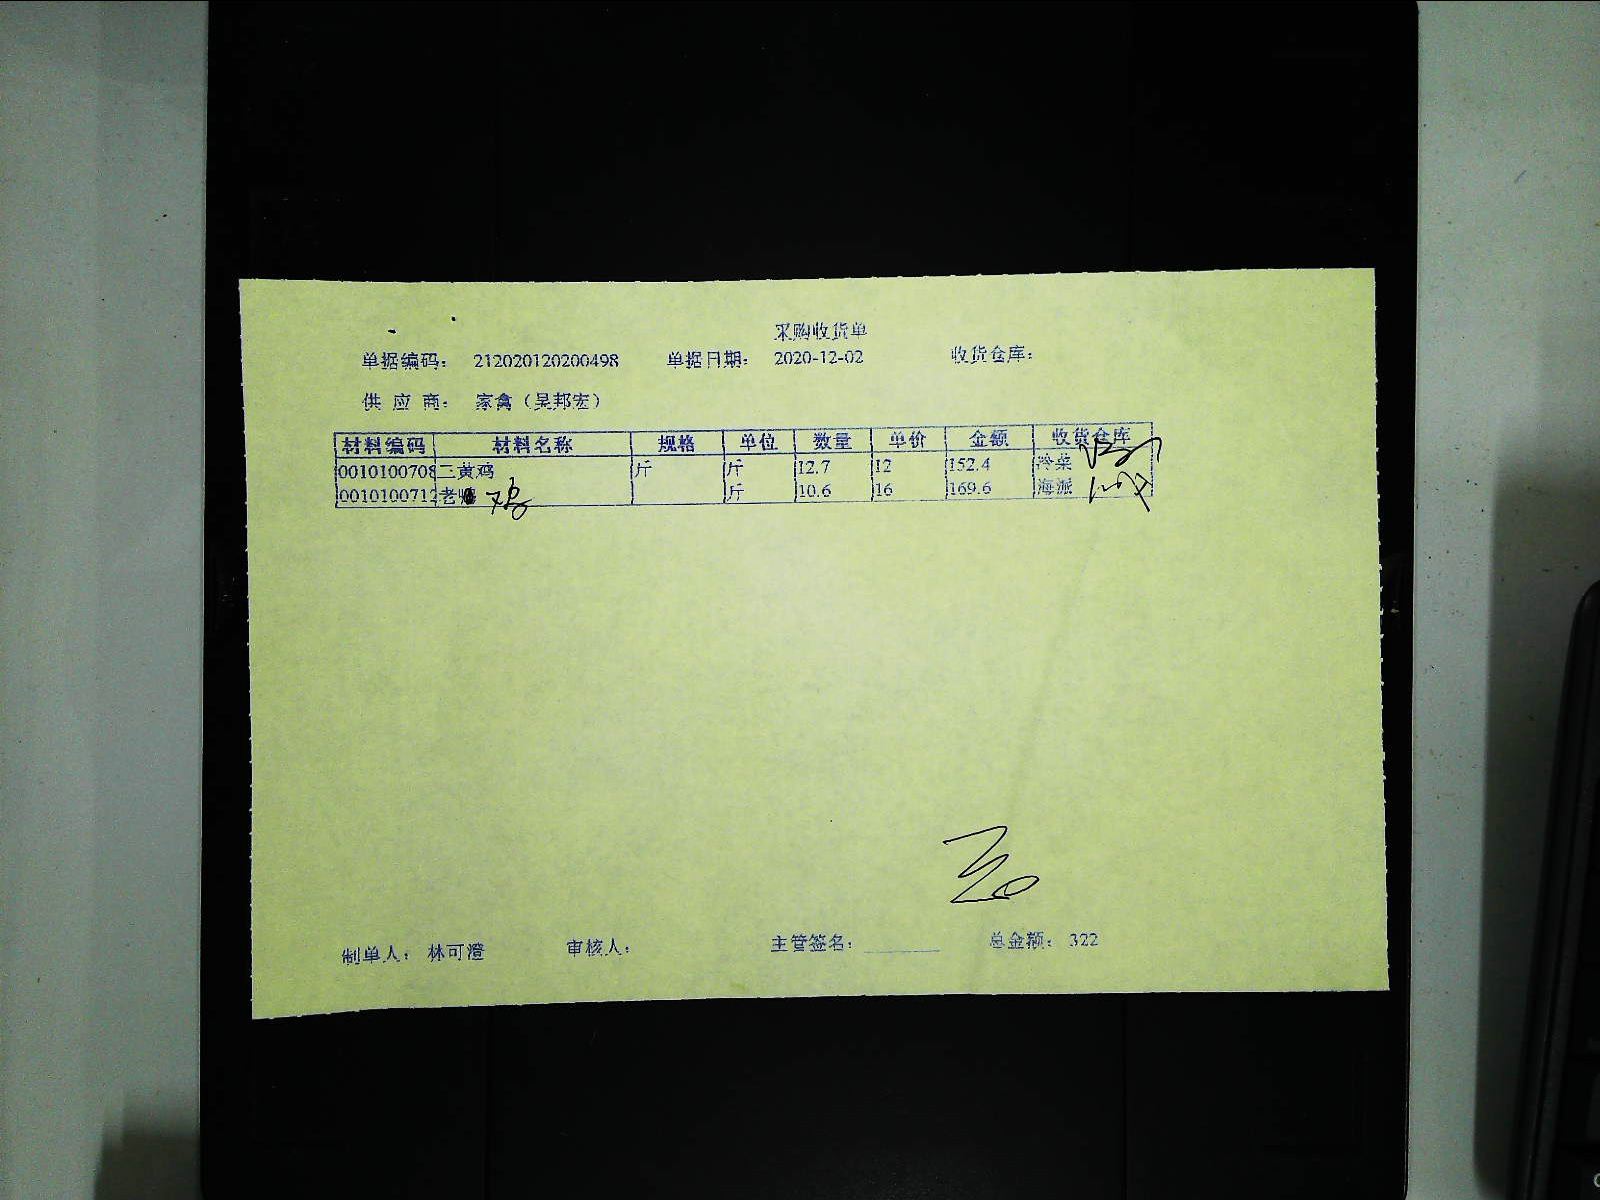 采购收货单
单据编码： 212020120200498 单据日期： 2020-12-02 收货仓库：
供 应 商： 家禽（吴邦宏）
材料编码 材料名称 规格 单位 数量 单价 金额 收货仓库
0010100708 三黄鸡 斤 斤 12.7 12 152.4 冷菜
001010071 老 鸡 斤 10.6 16 169.6 海派
制单人： 林可澄 审核人： 主管签名： 总金额： 322